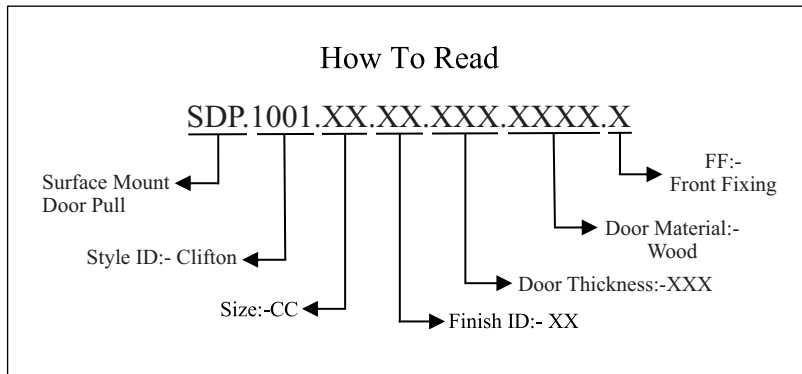 How To Read
SDP.1001.XX.XX.XXX.XXXX.X
FF:-
Front Fixing
Surface Mount
Door Pull
Door Material:-
Wood
Style ID:- Clifton
Door Thickness:-XXX
Size:-CC
Finish ID:- XX